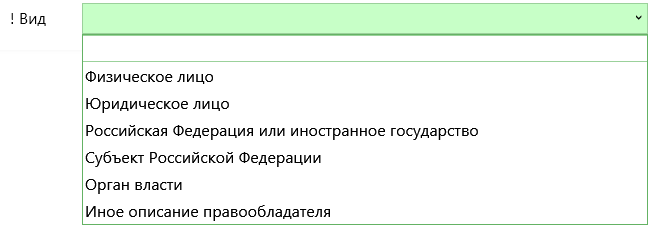 ! Вид
Физическое лицо
Юридическое лицо
Российская Федерация или иностранное государство
Субъект Российской Федерации
Орган власти
Иное описание правообладателя